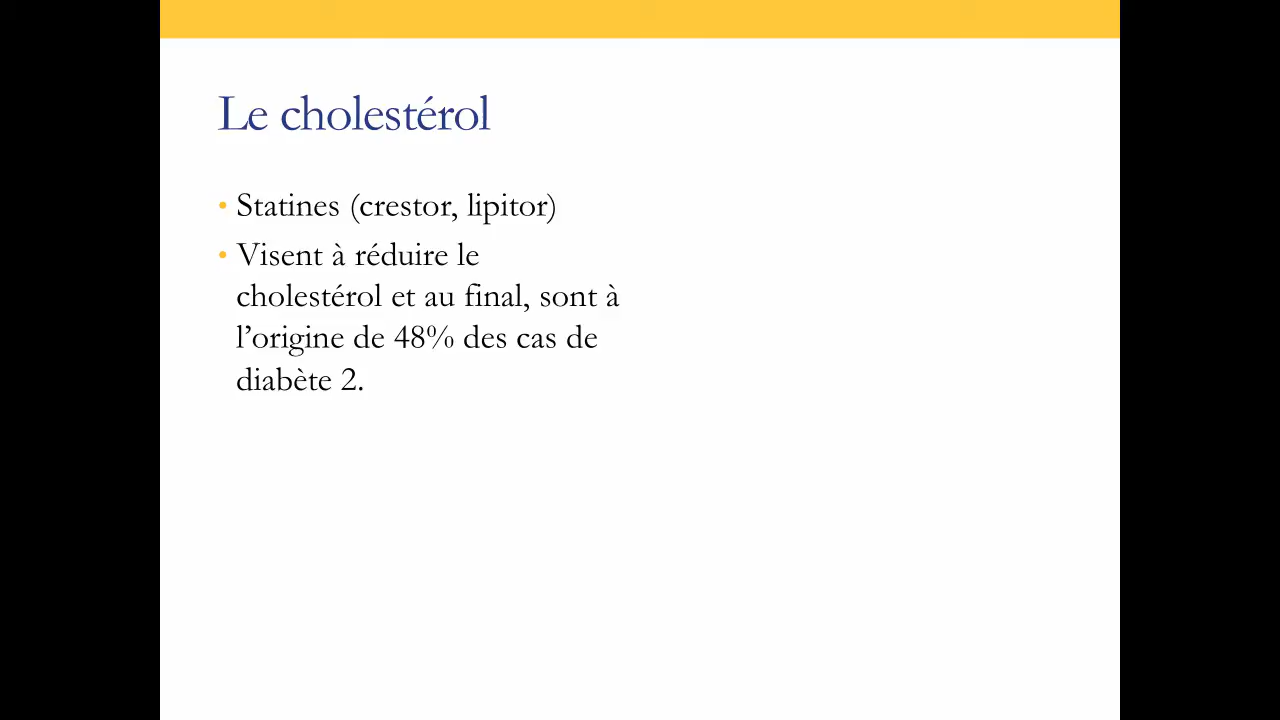 Le cholestérol
• Statines (crestor, lipitor)
• Visent à réduire le
cholestérol et au final, sont à
l’origine de 48% des cas de
diabète 2.